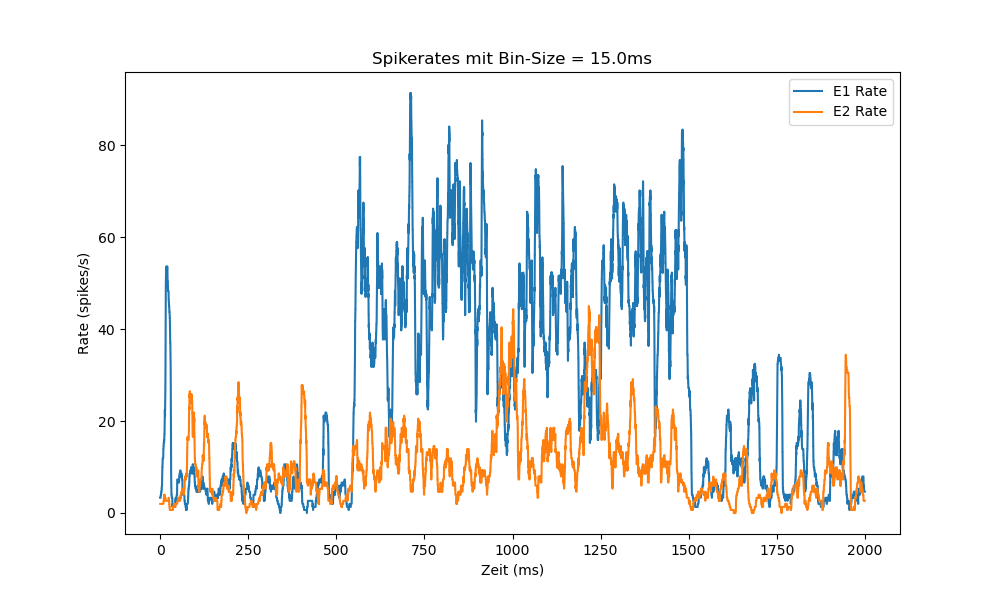 Spikerates mit Bin-Size = 15.0ms
E1 Rate
E2 Rate
Rate (spikes/s)
80
60
40
20
0
0 250 500 750 1000 1250 1500 1750 2000
Zeit (ms)